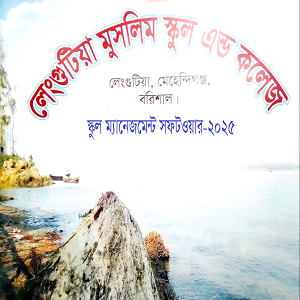 লেংগুটিয়া মুসলিম স্কুল এন্ড কলেজ
লেংগুটিয়া, মেহেন্দিগঞ্জ,
বরিশাল।
স্কুল ম্যানেজমেন্ট সফটওয়ার-২০২৫